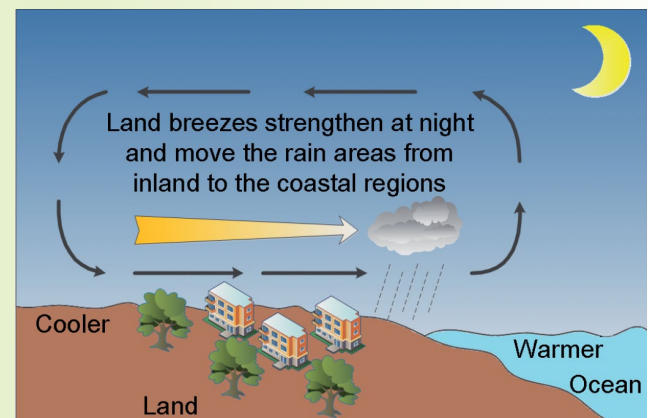 Land breezes strengthen at night
and move the rain areas from
inland to the coastal regions
Cooler
Warmer
Ocean
Land